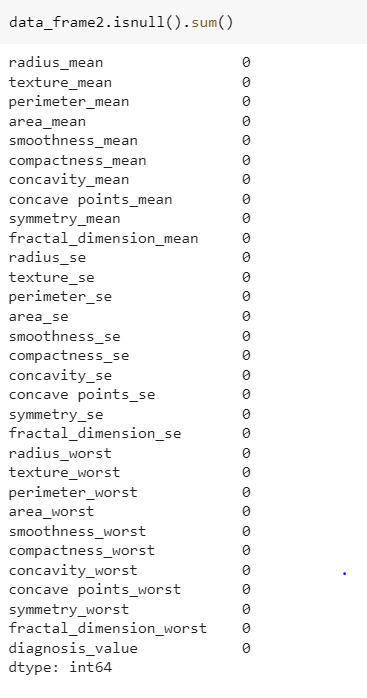 data_frame2.isnull().sum()
radius_mean 0
texture_mean 0
perimeter_mean 0
area_mean 0
smoothness_mean 0
compactness_mean 0
concavity_mean 0
concave points_mean 0
symmetry_mean 0
fractal_dimension_mean 0
radius_se 0
texture_se 0
perimeter_se 0
area_se 0
smoothness_se 0
compactness_se 0
concavity_se 0
concave points_se 0
symmetry_se 0
fractal_dimension_se 0
radius_worst 0
texture_worst 0
perimeter_worst 0
area_worst 0
smoothness_worst 0
compactness_worst 0
concavity_worst 0
concave points_worst 0
symmetry_worst 0
fractal_dimension_worst 0
diagnosis_value 0
dtype: int64